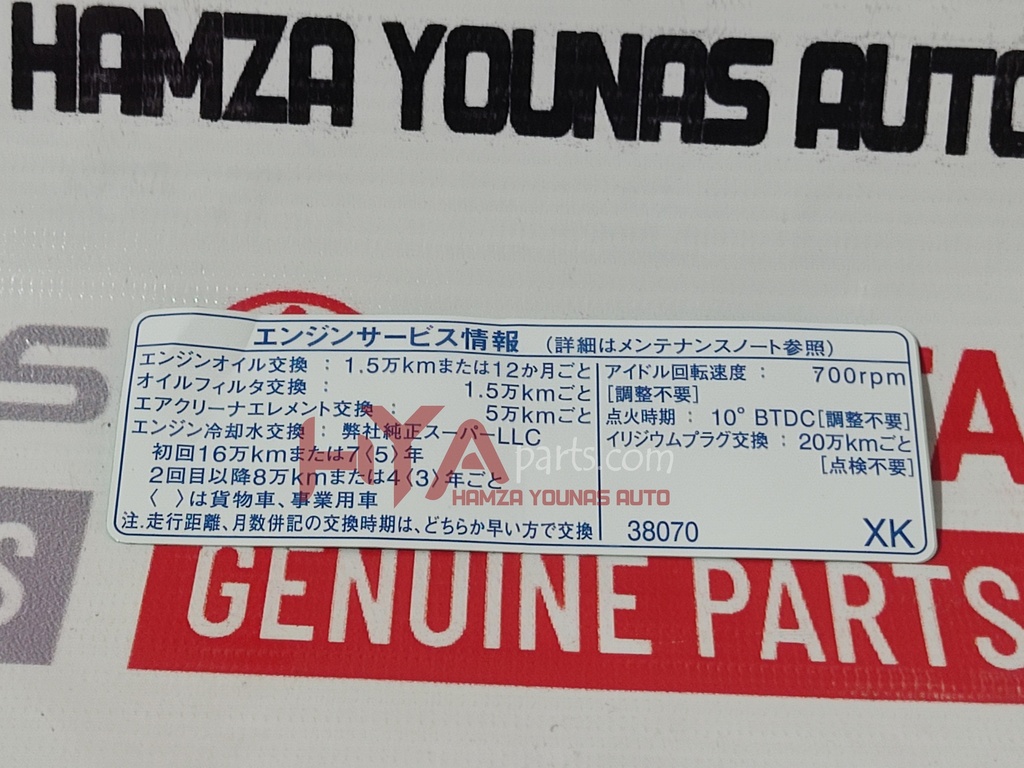 HAMZA YOUNAS AUTO
エンジンサービス情報 (詳細はメンテナンスノート参照)
エンジンオイル交換 : 1.5万kmまたは12か月ごと
オイルフィルタ交換 : 1.5万kmごと
エアクリーナエレメント交換 : 5万kmごと
エンジン冷却水交換 : 弊社純正スーパーLLC
初回16万kmまたは7〈5〉年
2回目以降8万kmまたは4〈3〉年ごと
〈 〉は貨物車、事業用車
注.走行距離、月数併記の交換時期は、どちらか早い方で交換
アイドル回転速度 : 700rpm
[調整不要]
点火時期 : 10° BTDC[調整不要]
イリジウムプラグ交換 : 20万kmごと
[点検不要]
38070 XK
HYAparts.com
HAMZA YOUNAS AUTO
GENUINE PARTS